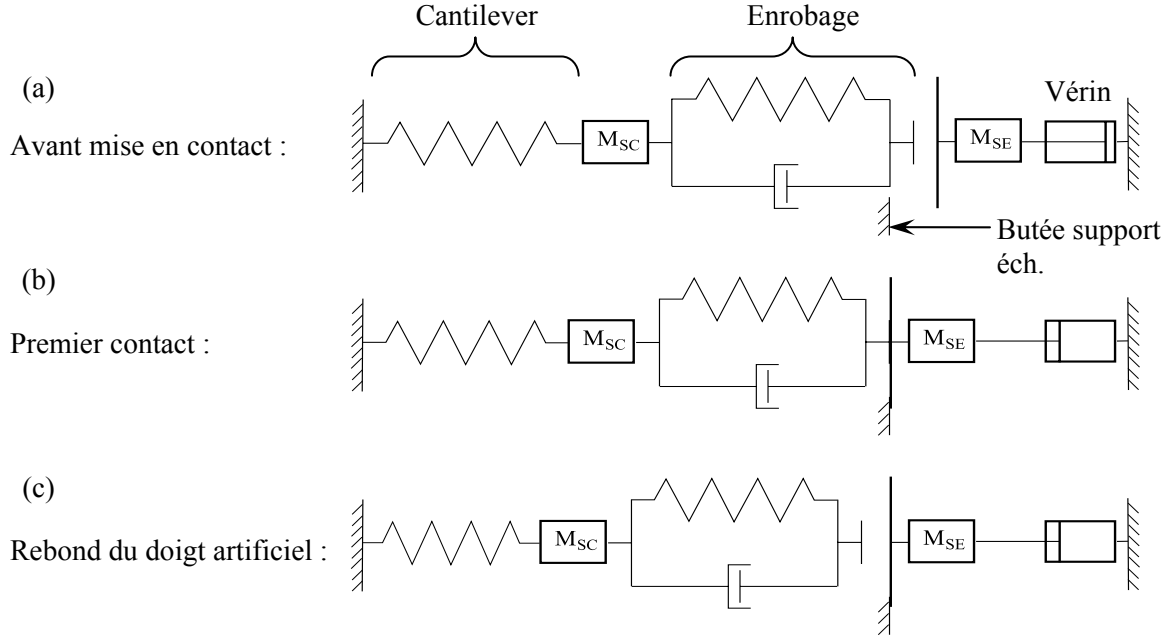 Cantilever
Enrobage
(a)
Avant mise en contact :
M_SC
M_SE
Vérin
Butée support
éch.
(b)
Premier contact :
M_SC
M_SE
(c)
Rebond du doigt artificiel :
M_SC
M_SE